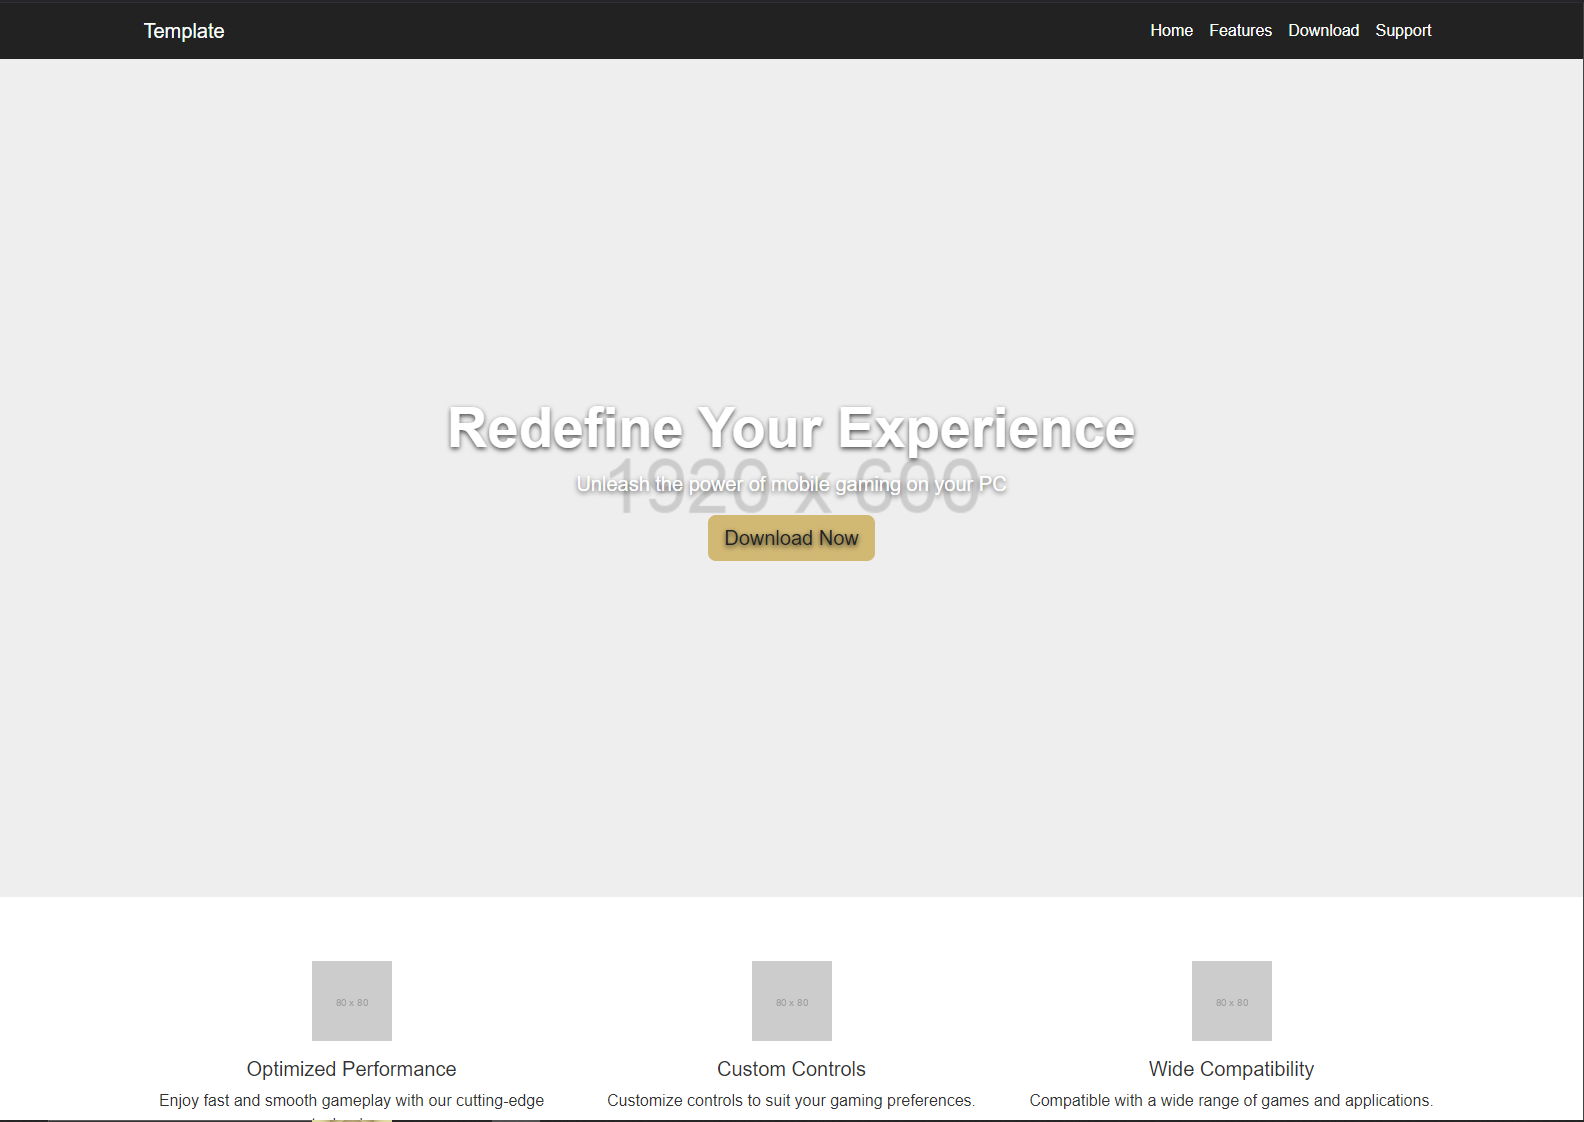 Template
Home Features Download Support
Redefine Your Experience
1920 x 600
Unleash the power of mobile gaming on your PC
Download Now
80 x 80
80 x 80
80 x 80
Optimized Performance
Custom Controls
Wide Compatibility
Enjoy fast and smooth gameplay with our cutting-edge
Customize controls to suit your gaming preferences.
Compatible with a wide range of games and applications.